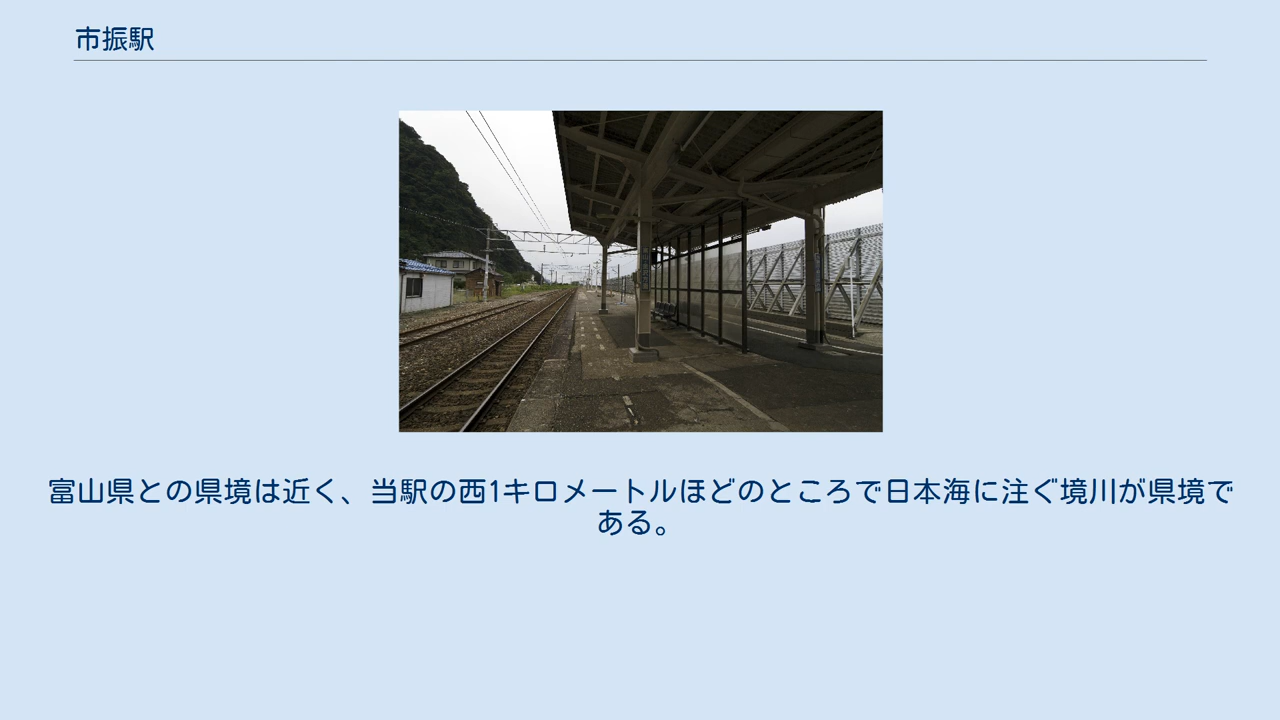 市振駅
富山県との県境は近く、当駅の西1キロメートルほどのところで日本海に注ぐ境川が県境で
ある。